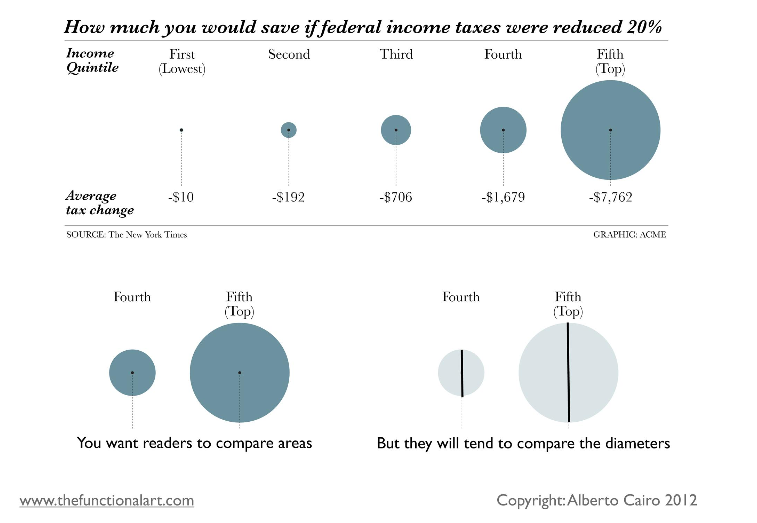 How much you would save if federal income taxes were reduced 20%
Income Quintile
First (Lowest)
Second
Third
Fourth
Fifth (Top)
Average tax change
-$10
-$192
-$706
-$1,679
-$7,762
SOURCE: The New York Times
GRAPHIC: ACME
Fourth
Fifth (Top)
Fourth
Fifth (Top)
You want readers to compare areas
But they will tend to compare the diameters
www.thefunctionalart.com
Copyright: Alberto Cairo 2012